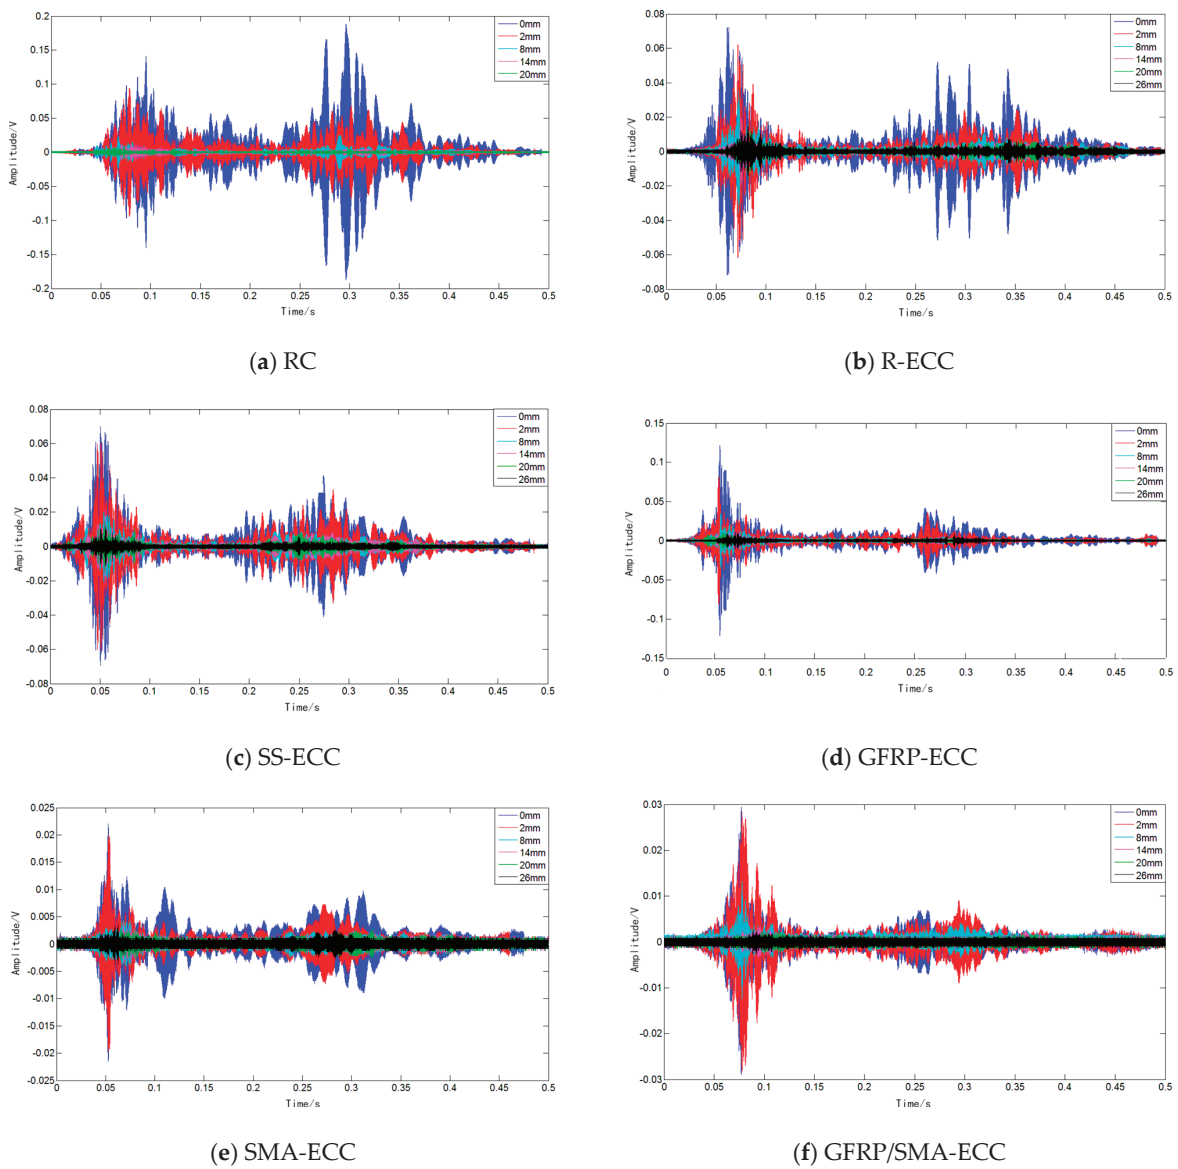 0.2
0.15
0.1
0.05
0
-0.05
-0.1
-0.15
-0.2
Amplitude/V
0 0.05 0.1 0.15 0.2 0.25 0.3 0.35 0.4 0.45 0.5
Time/s
0mm
2mm
8mm
14mm
20mm
(a) RC
0.08
0.06
0.04
0.02
0
-0.02
-0.04
-0.06
-0.08
Amplitude/V
0 0.05 0.1 0.15 0.2 0.25 0.3 0.35 0.4 0.45 0.5
Time/s
0mm
2mm
8mm
14mm
20mm
26mm
(b) R-ECC
0.08
0.06
0.04
0.02
0
-0.02
-0.04
-0.06
-0.08
Amplitude/V
0 0.05 0.1 0.15 0.2 0.25 0.3 0.35 0.4 0.45 0.5
Time/s
0mm
2mm
8mm
14mm
20mm
26mm
(c) SS-ECC
0.15
0.1
0.05
0
-0.05
-0.1
-0.15
Amplitude/V
0 0.05 0.1 0.15 0.2 0.25 0.3 0.35 0.4 0.45 0.5
Time/s
0mm
2mm
8mm
14mm
20mm
26mm
(d) GFRP-ECC
0.025
0.02
0.015
0.01
0.005
0
-0.005
-0.01
-0.015
-0.02
-0.025
Amplitude/V
0 0.05 0.1 0.15 0.2 0.25 0.3 0.35 0.4 0.45 0.5
Time/s
0mm
2mm
8mm
14mm
20mm
26mm
(e) SMA-ECC
0.03
0.02
0.01
0
-0.01
-0.02
-0.03
Amplitude/V
0 0.05 0.1 0.15 0.2 0.25 0.3 0.35 0.4 0.45 0.5
Time/s
0mm
2mm
8mm
14mm
20mm
26mm
(f) GFRP/SMA-ECC